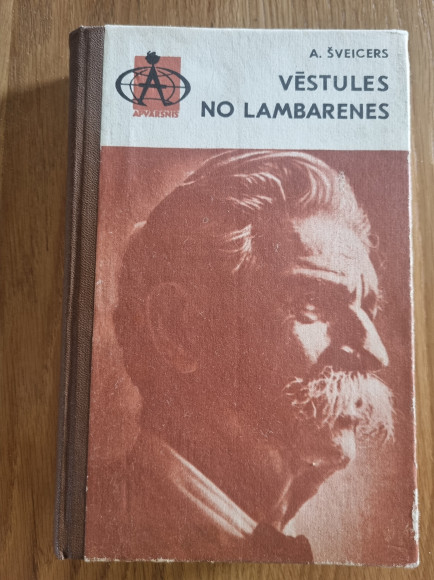 A. ŠVEICERS
VĒSTULES
NO LAMBARENES
APVĀRSNIS